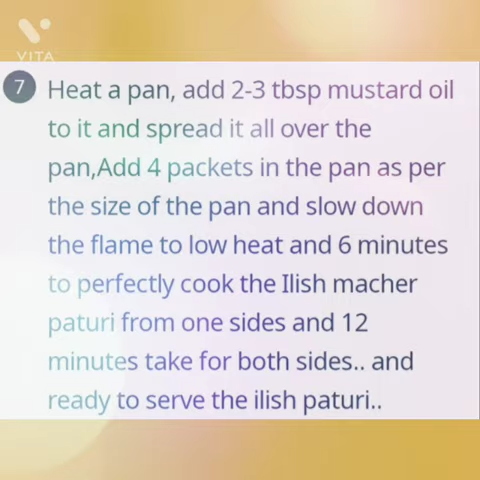 VITA
7 Heat a pan, add 2-3 tbsp mustard oil
to it and spread it all over the
pan,Add 4 packets in the pan as per
the size of the pan and slow down
the flame to low heat and 6 minutes
to perfectly cook the Ilish macher
paturi from one sides and 12
minutes take for both sides.. and
ready to serve the ilish paturi..